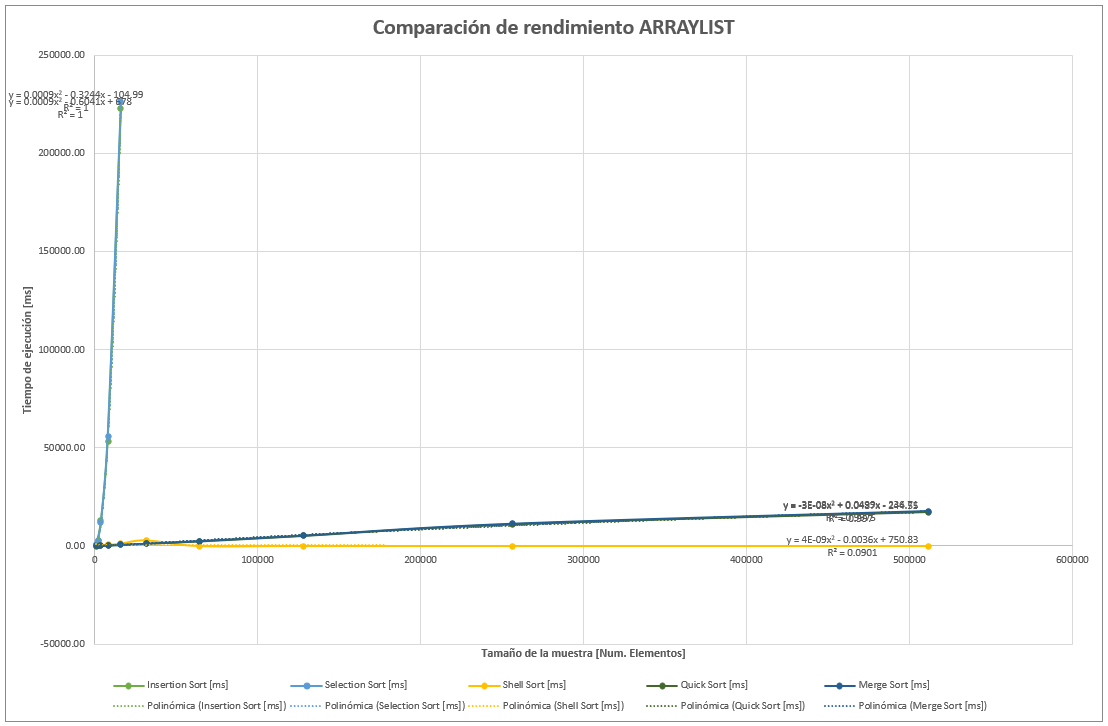 Comparación de rendimiento ARRAYLIST
250000.00
y = 0.0009x² - 0.3244x - 104.99
R² = 1
y = 0.0009x² - 0.6041x + 678
R² = 1
200000.00
150000.00
100000.00
50000.00
0.00
-50000.00
Tiempo de ejecución [ms]
y = 4E-09x² - 0.0036x + 750.83
R² = 0.0901
0
100000
200000
300000
400000
500000
600000
Tamaño de la muestra [Num. Elementos]
Insertion Sort [ms]
Selection Sort [ms]
Shell Sort [ms]
Quick Sort [ms]
Merge Sort [ms]
Polinómica (Insertion Sort [ms])
Polinómica (Selection Sort [ms])
Polinómica (Shell Sort [ms])
Polinómica (Quick Sort [ms])
Polinómica (Merge Sort [ms])